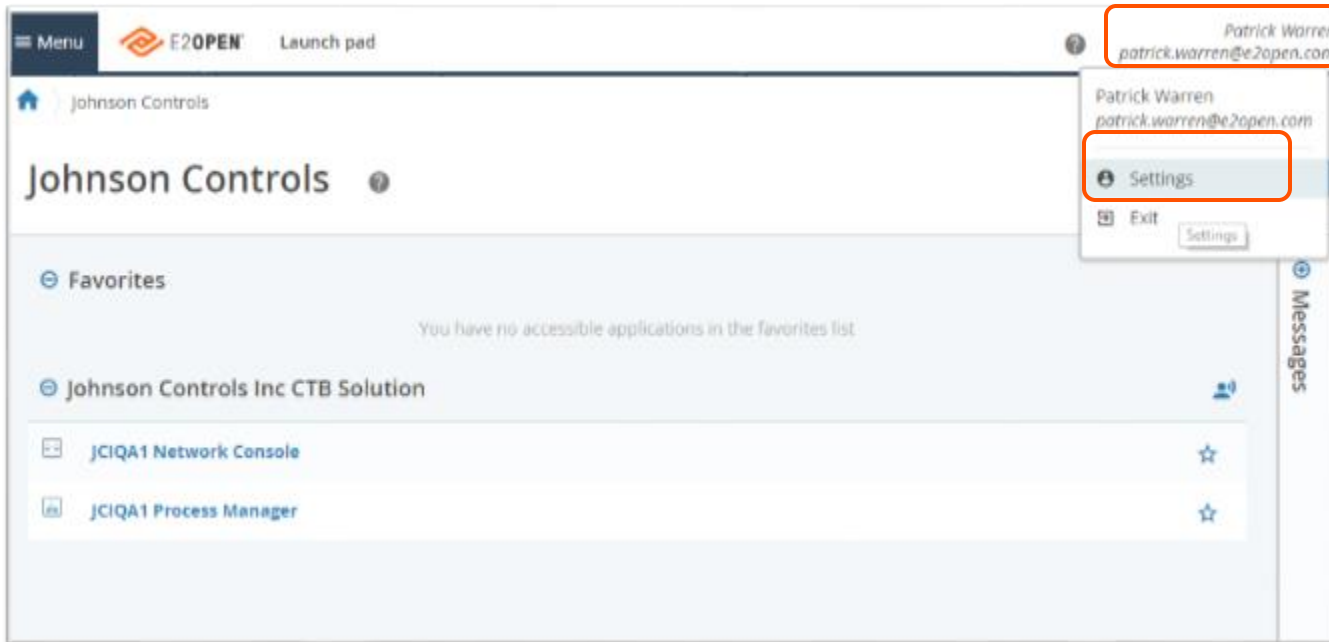 Menu
E2OPEN
Launch pad
Patrick Warren
patrick.warren@e2open.com
Johnson Controls
Patrick Warren
patrick.warren@e2open.com
Johnson Controls
Settings
Exit
Settings
Favorites
Messages
You have no accessible applications in the favorites list
Johnson Controls Inc CTB Solution
JCIQA1 Network Console
JCIQA1 Process Manager